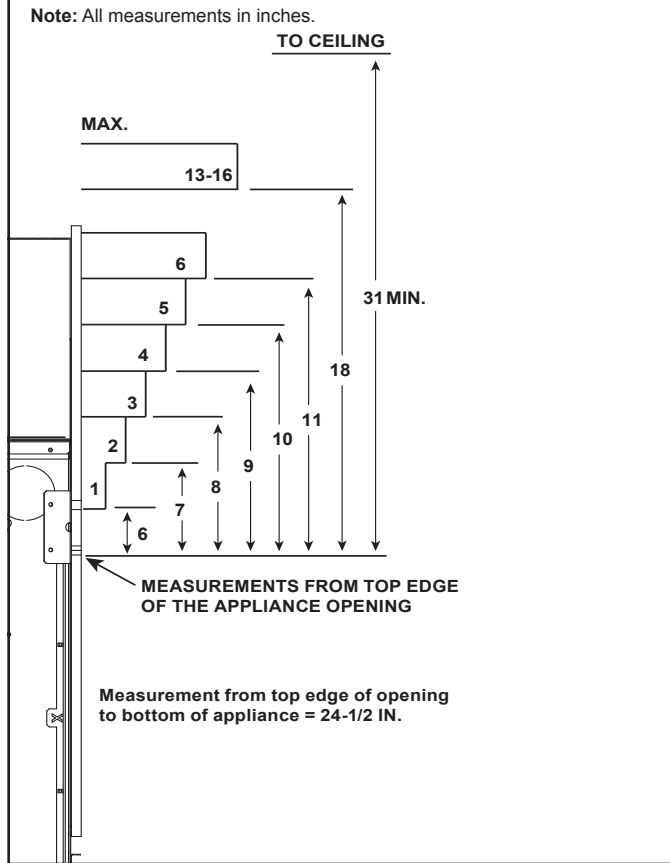 Note: All measurements in inches.
TO CEILING
MAX.
13-16
6
5
31 MIN.
4
18
3
11
10
2
9
8
1
7
6
MEASUREMENTS FROM TOP EDGE
OF THE APPLIANCE OPENING
Measurement from top edge of opening
to bottom of appliance = 24-1/2 IN.